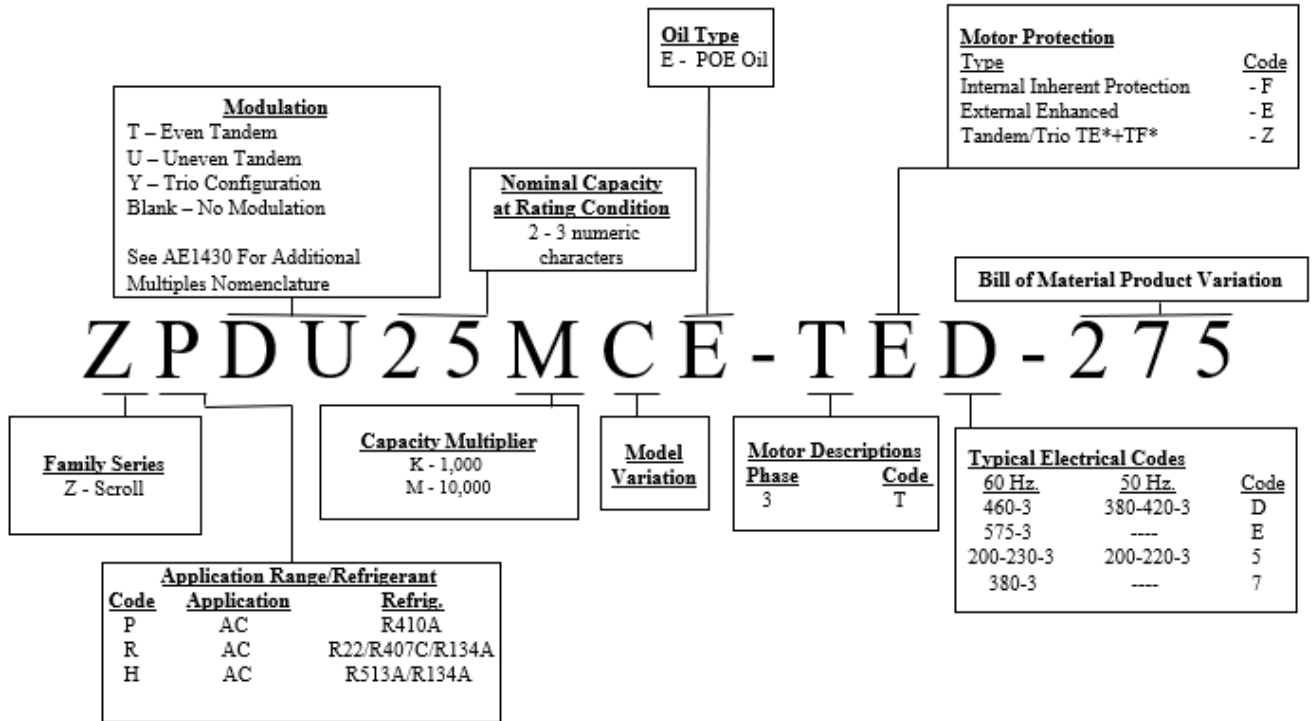 Oil Type
E - POE Oil
Motor Protection
Type Code
Internal Inherent Protection - F
External Enhanced - E
Tandem/Trio TE*+TF* - Z
Modulation
T – Even Tandem
U – Uneven Tandem
Y – Trio Configuration
Blank – No Modulation
See AE1430 For Additional
Multiples Nomenclature
Nominal Capacity
at Rating Condition
2 - 3 numeric
characters
Bill of Material Product Variation
ZPDU25MCE-TED-275
Family Series
Z - Scroll
Capacity Multiplier
K - 1,000
M - 10,000
Model
Variation
Motor Descriptions
Phase Code
3 T
Typical Electrical Codes
60 Hz. 50 Hz. Code
460-3 380-420-3 D
575-3 ---- E
200-230-3 200-220-3 5
380-3 ---- 7
Application Range/Refrigerant
Code Application Refrig.
P AC R410A
R AC R22/R407C/R134A
H AC R513A/R134A